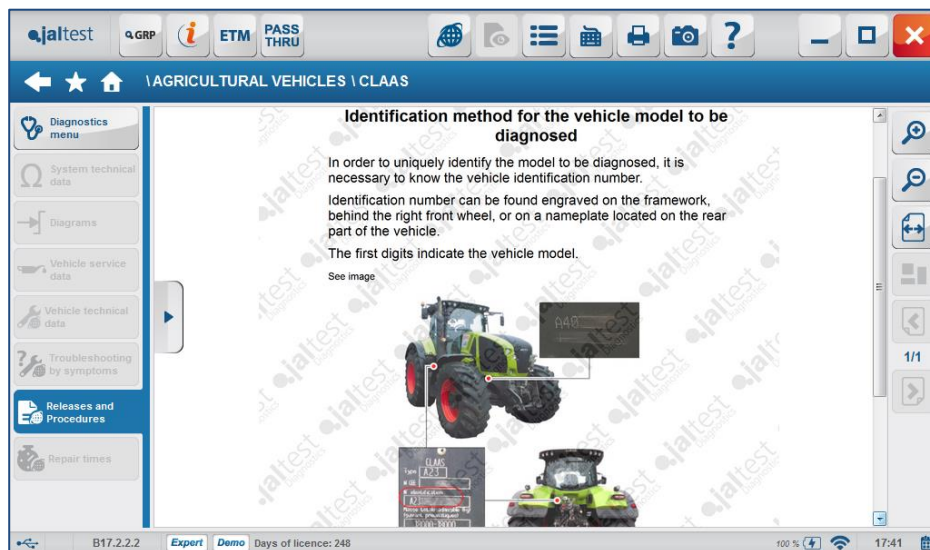 jaltest
GRP
i
ETM
PASS
THRU
?
\ AGRICULTURAL VEHICLES \ CLAAS
Diagnostics
menu
System technical
data
Diagrams
Vehicle service
data
Vehicle technical
data
Troubleshooting
by symptoms
Releases and
Procedures
Repair times
Identification method for the vehicle model to be
diagnosed
In order to uniquely identify the model to be diagnosed, it is
necessary to know the vehicle identification number.
Identification number can be found engraved on the framework,
behind the right front wheel, or on a nameplate located on the rear
part of the vehicle.
The first digits indicate the vehicle model.
See image
A40
CLAAS
Type A23
A2
1/1
B17.2.2.2
Expert
Demo
Days of licence: 248
100 %
17:41